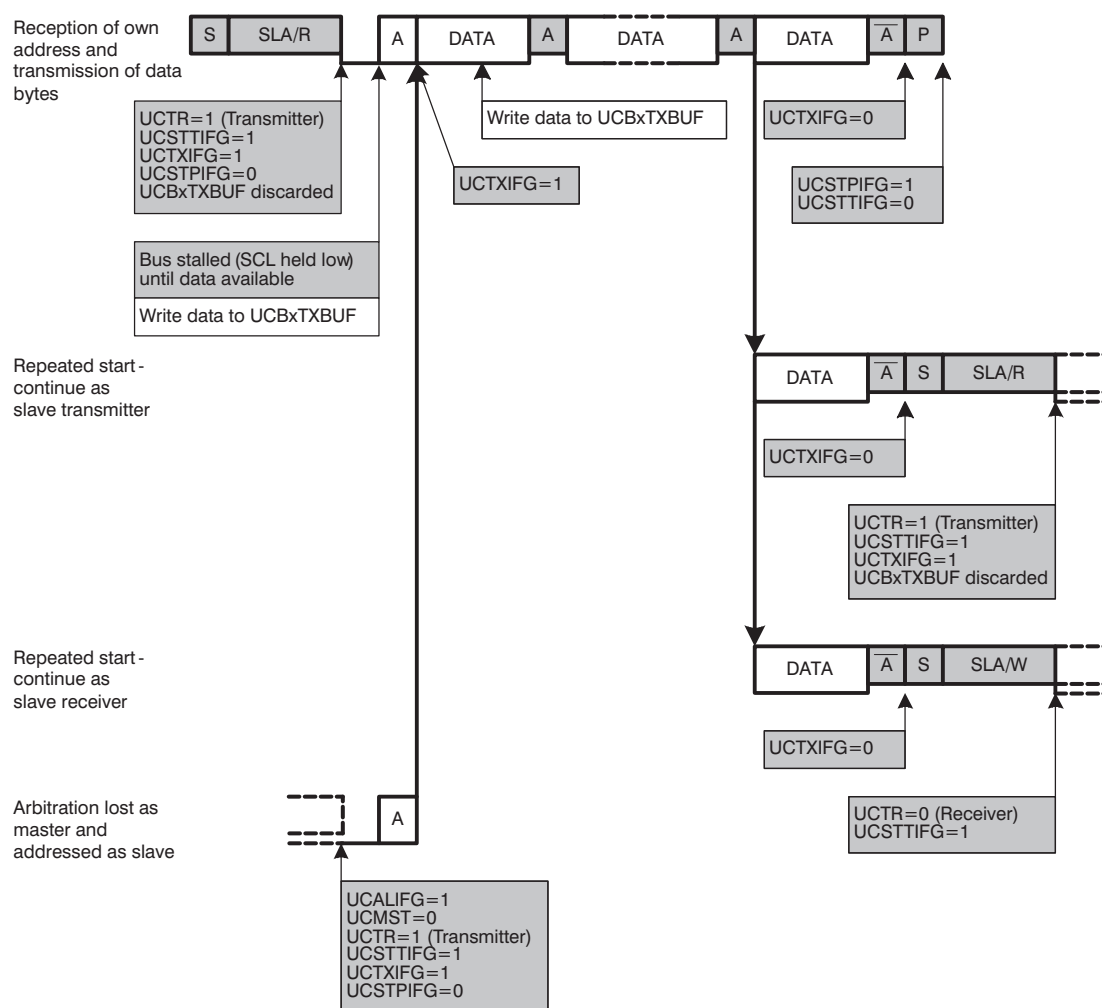 Reception of own
address and
transmission of data
bytes
S SLA/R A DATA A DATA A DATA A P
UCTR=1 (Transmitter)
UCSTTIFG=1
UCTXIFG=1
UCSTPIFG=0
UCBxTXBUF discarded
Write data to UCBxTXBUF
UCTXIFG=1
UCTXIFG=0
UCSTPIFG=1
UCSTTIFG=0
Bus stalled (SCL held low)
until data available
Write data to UCBxTXBUF
Repeated start-
continue as
slave transmitter
DATA A S SLA/R
UCTXIFG=0
UCTR=1 (Transmitter)
UCSTTIFG=1
UCTXIFG=1
UCBxTXBUF discarded
Repeated start-
continue as
slave receiver
DATA A S SLA/W
UCTXIFG=0
UCTR=0 (Receiver)
UCSTTIFG=1
Arbitration lost as
master and
addressed as slave
A
UCALIFG=1
UCMST=0
UCTR=1 (Transmitter)
UCSTTIFG=1
UCTXIFG=1
UCSTPIFG=0